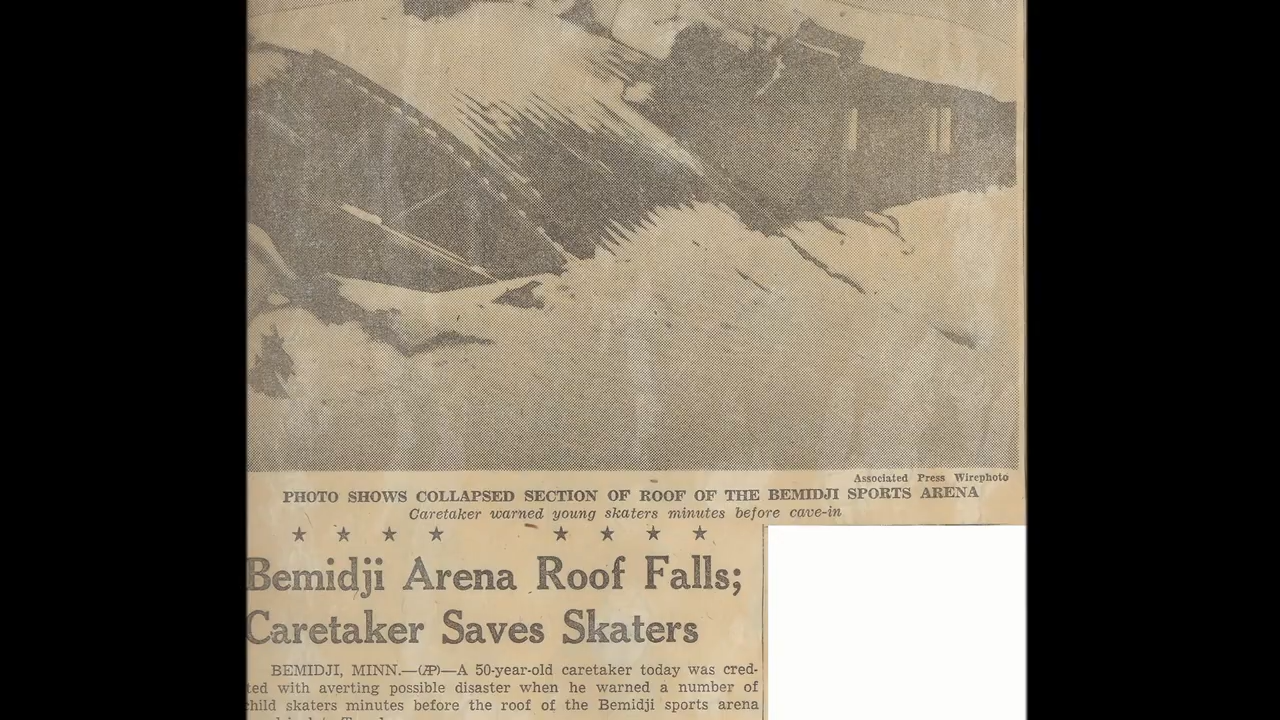 Associated Press Wirephoto
PHOTO SHOWS COLLAPSED SECTION OF ROOF OF THE BEMIDJI SPORTS ARENA
Caretaker warned young skaters minutes before cave-in
★ ★ ★ ★ ★ ★ ★ ★
Bemidji Arena Roof Falls;
Caretaker Saves Skaters
BEMIDJI, MINN.—(AP)—A 50-year-old caretaker today was cred-
ted with averting possible disaster when he warned a number of
child skaters minutes before the roof of the Bemidji sports arena